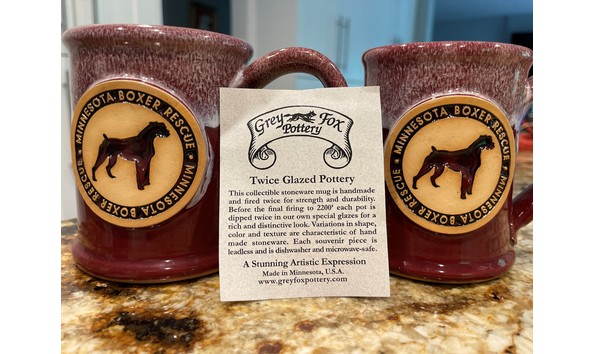 MINNESOTA BOXER RESCUE • MINNESOTA BOXER RESCUE •
Grey Fox
Pottery
Twice Glazed Pottery
This collectible stoneware mug is handmade
and fired twice for strength and durability.
Before the final firing to 2200° each pot is
dipped twice in our own special glazes for a
rich and distinctive look. Variations in shape,
color and texture are characteristic of hand
made stoneware. Each souvenir piece is
leadless and is dishwasher and microwave-safe.
A Stunning Artistic Expression
Made in Minnesota, U.S.A.
www.greyfoxpottery.com
MINNESOTA BOXER RESCUE • MINNESOTA BOXER RESCUE •